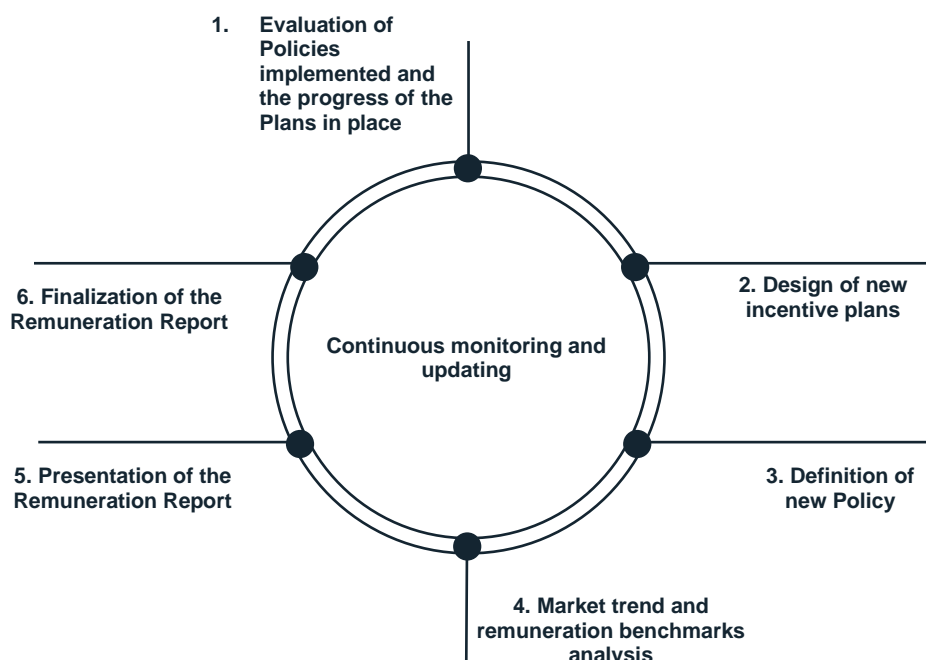 1. Evaluation of
Policies
implemented and
the progress of the
Plans in place
2. Design of new
incentive plans
3. Definition of
new Policy
4. Market trend and
remuneration benchmarks
analysis
5. Presentation of the
Remuneration Report
6. Finalization of the
Remuneration Report
Continuous monitoring and
updating